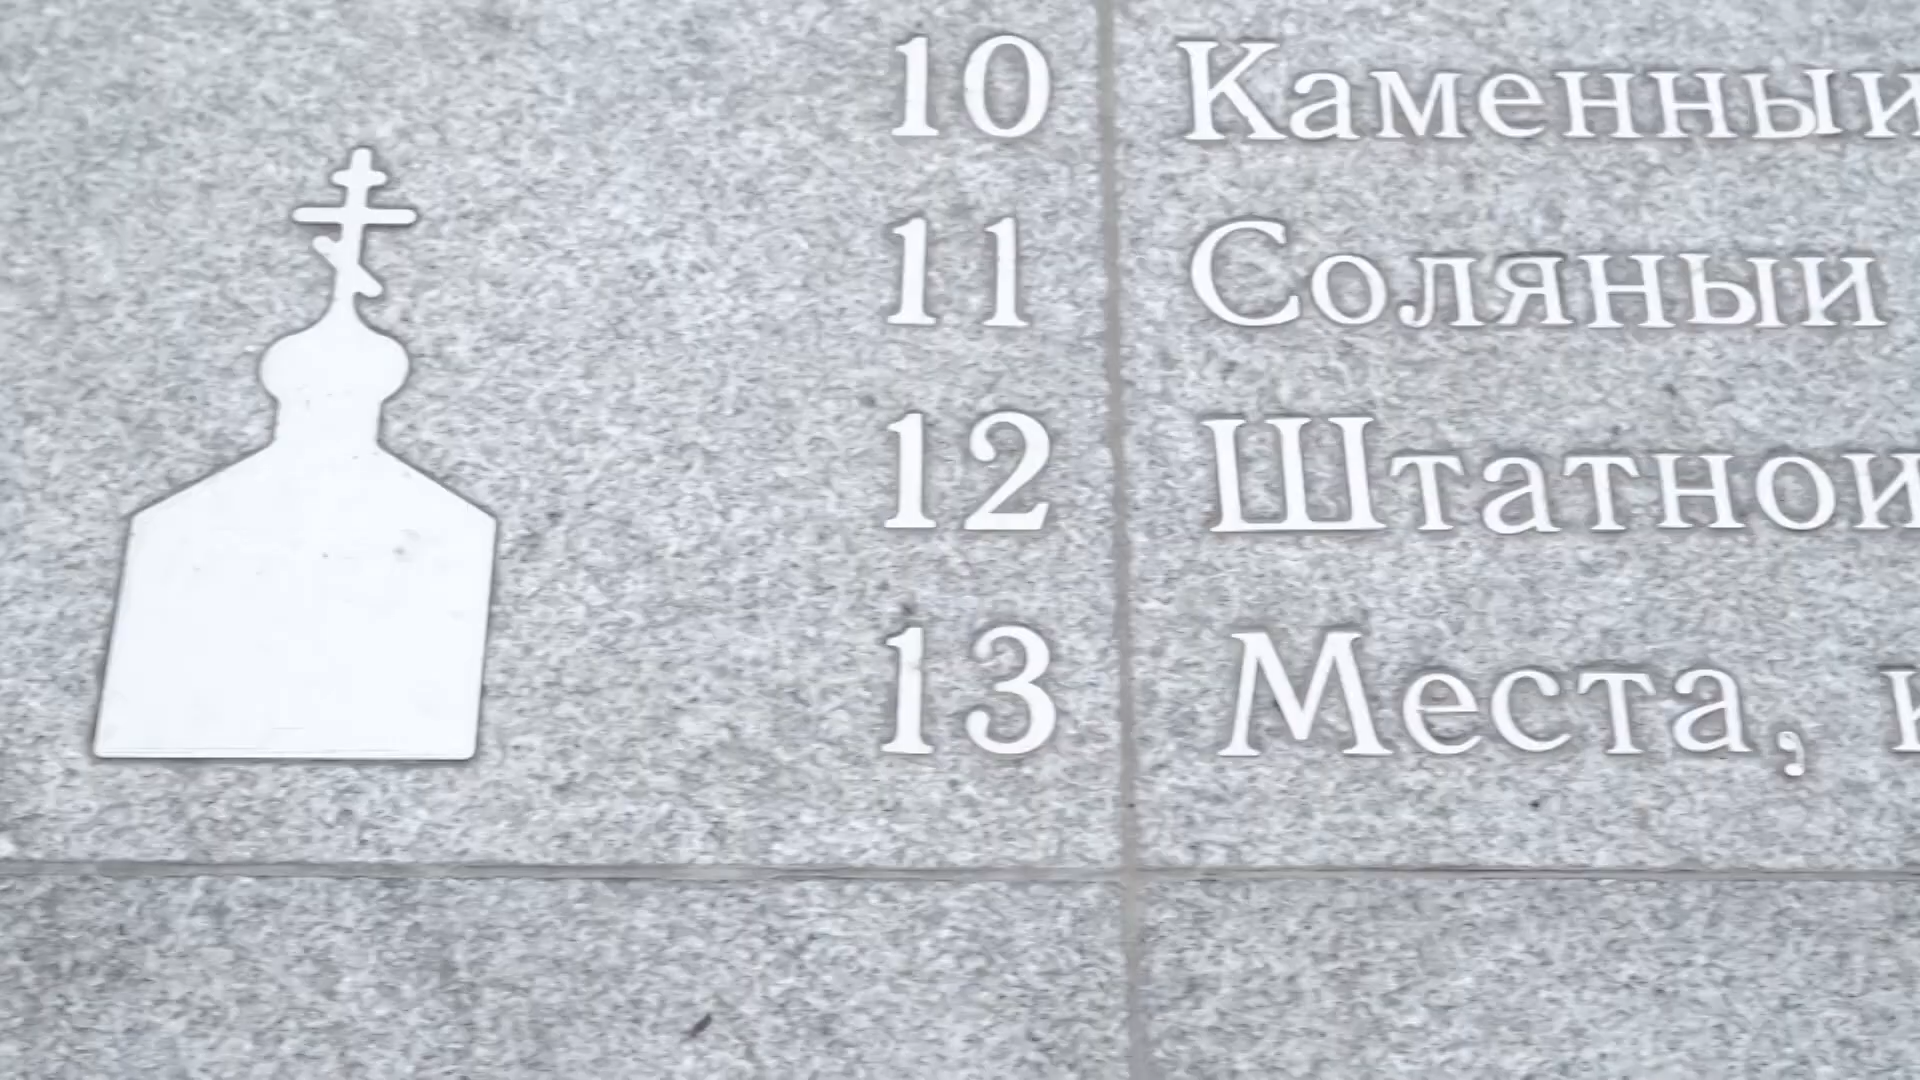 10 Каменный
11 Соляный
12 Штатной
13 Места,